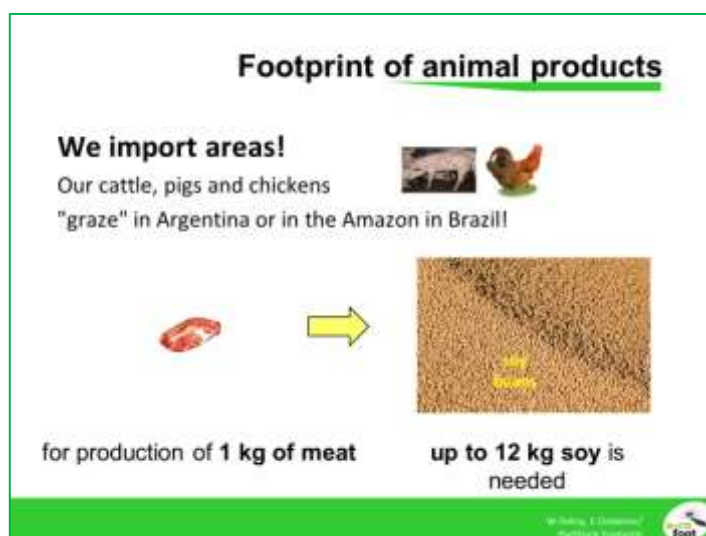 Footprint of animal products
We import areas!
Our cattle, pigs and chickens
"graze" in Argentina or in the Amazon in Brazil!
soy
beans
for production of 1 kg of meat
up to 12 kg soy is
needed
foot